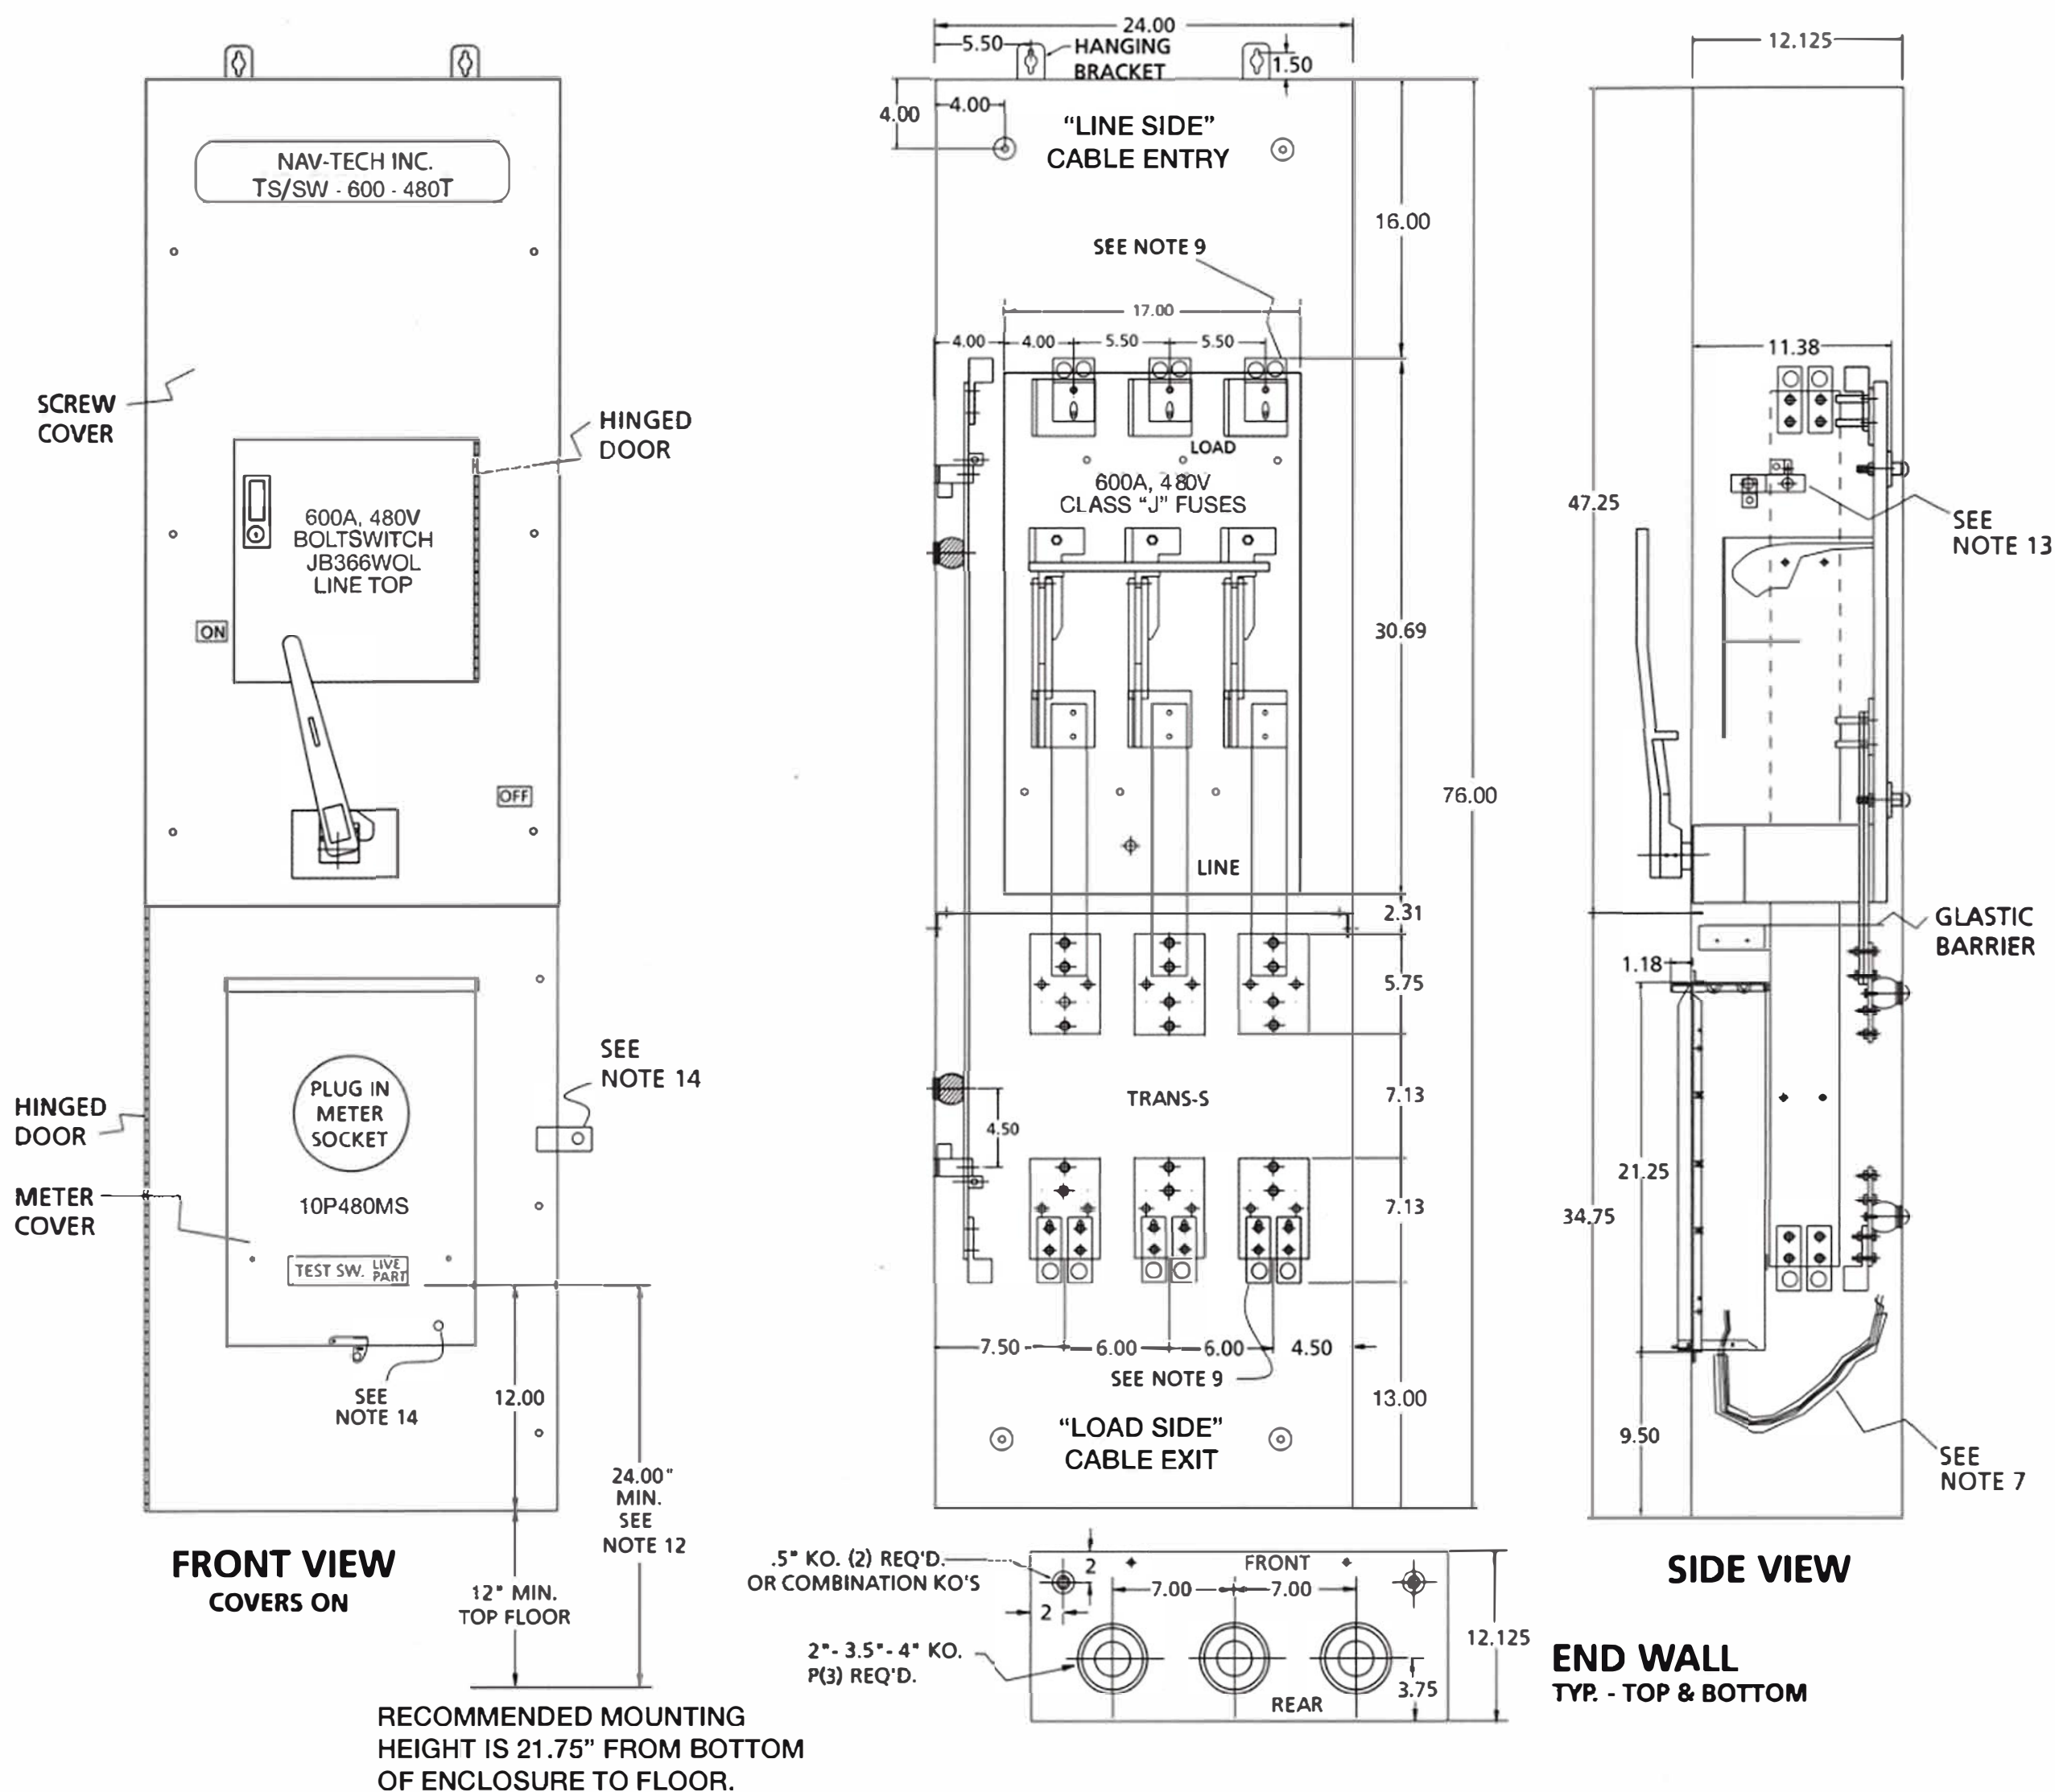 NAV-TECH INC.
TS/SW - 600 - 480T
SCREW
COVER
HINGED
DOOR
600A, 480V
BOLTSWITCH
JB366WOL
LINE TOP
ON
OFF
HINGED
DOOR
METER
COVER
PLUG IN
METER
SOCKET
10P480MS
TEST SW.
LIVE
PART
SEE
NOTE 14
SEE
NOTE 14
12.00
24.00"
MIN.
SEE
NOTE 12
12" MIN.
TOP FLOOR
FRONT VIEW
COVERS ON
RECOMMENDED MOUNTING
HEIGHT IS 21.75" FROM BOTTOM
OF ENCLOSURE TO FLOOR.
24.00
5.50
HANGING
BRACKET
1.50
4.00
4.00
"LINE SIDE"
CABLE ENTRY
16.00
SEE NOTE 9
17.00
4.00
4.00
5.50
5.50
LOAD
600A, 480V
CLASS "J" FUSES
30.69
76.00
LINE
2.31
5.75
TRANS-S
7.13
4.50
7.13
7.50
6.00
6.00
4.50
SEE NOTE 9
13.00
"LOAD SIDE"
CABLE EXIT
.5" KO. (2) REQ'D.
OR COMBINATION KO'S
2
FRONT
7.00
7.00
2
2"- 3.5"- 4" KO.
P(3) REQ'D.
REAR
3.75
12.125
END WALL
TYP. - TOP & BOTTOM
12.125
11.38
47.25
SEE
NOTE 13
GLASTIC
BARRIER
1.18
21.25
34.75
9.50
SEE
NOTE 7
SIDE VIEW